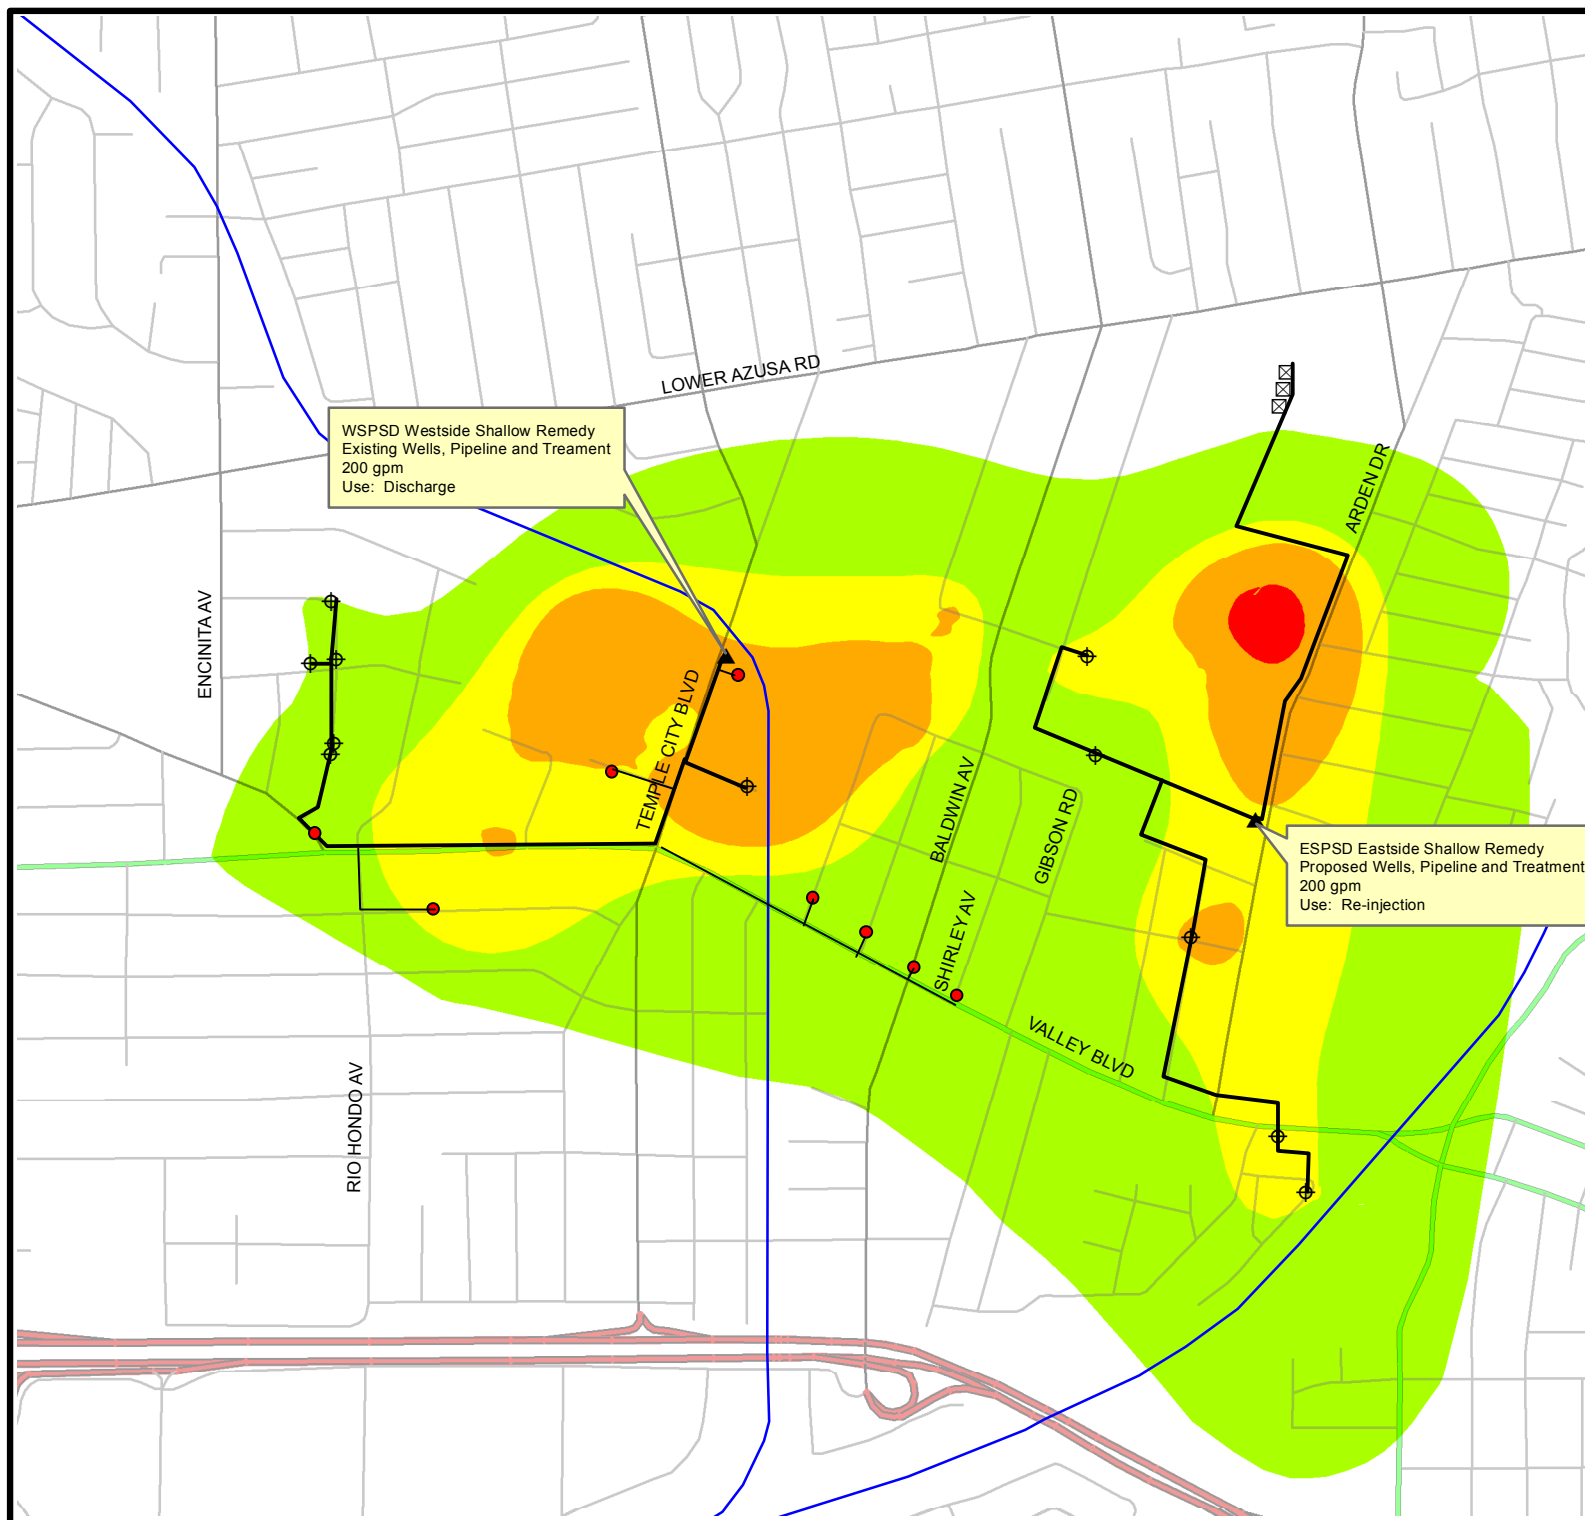 LOWER AZUSA RD
WSPSD Westside Shallow Remedy
Existing Wells, Pipeline and Treament
200 gpm
Use: Discharge
ARDEN DR
ENCINITA AV
TEMPLE CITY BLVD
BALDWIN AV
GIBSON RD
ESPSD Eastside Shallow Remedy
Proposed Wells, Pipeline and Treatment
200 gpm
Use: Re-injection
SHIRLEY AV
VALLEY BLVD
RIO HONDO AV